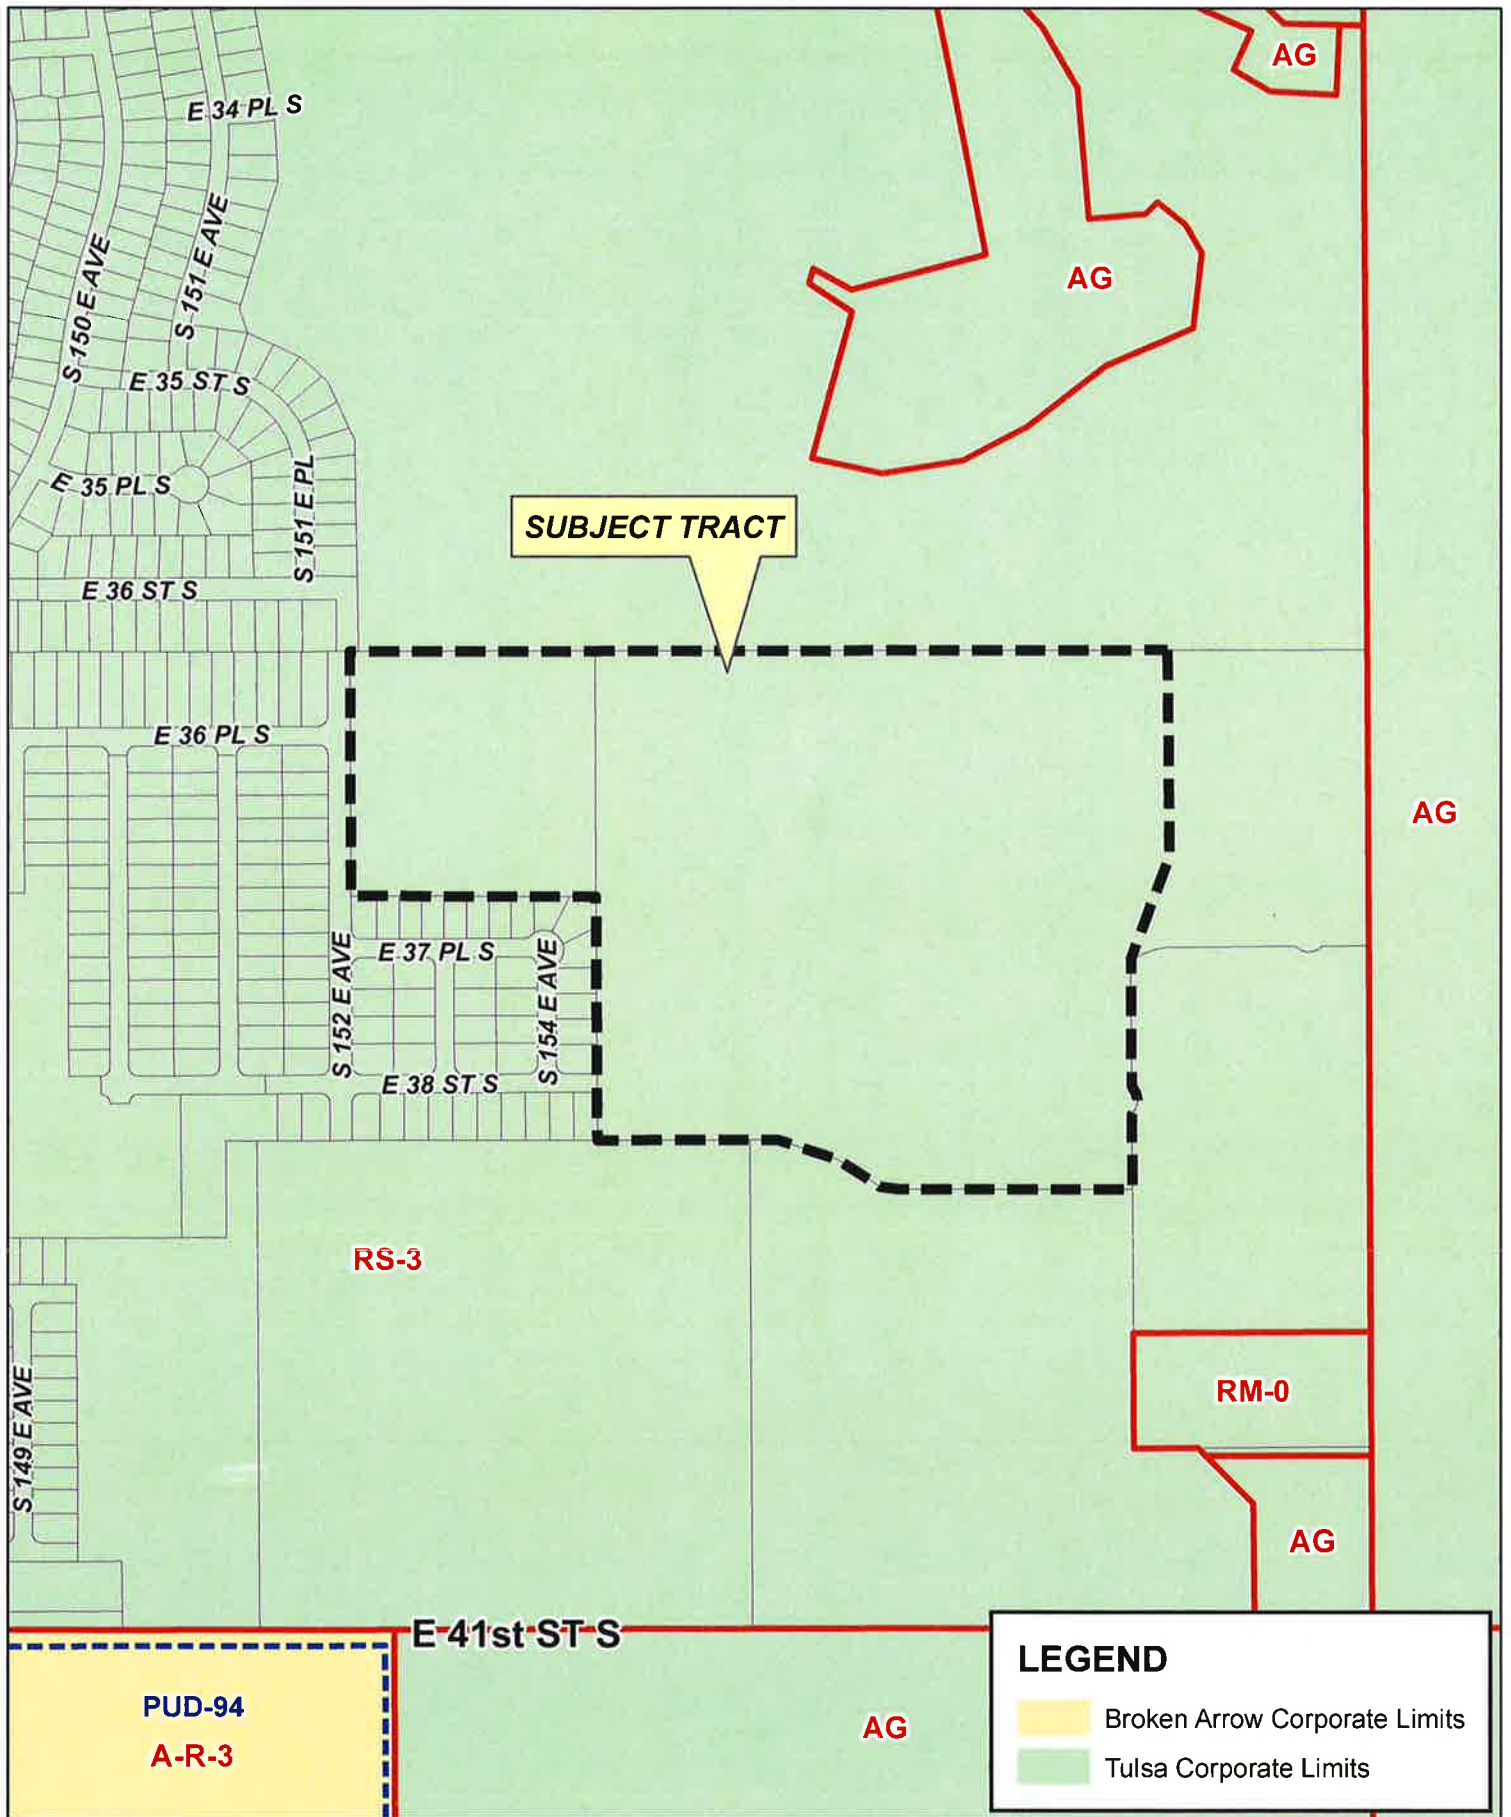 AG
E 34 PL S
S 150 E AVE
S 151 E AVE
AG
E 35 ST S
E 35 PL S
S 151 E PL
SUBJECT TRACT
E 36 ST S
E 36 PL S
AG
S 152 E AVE
E 37 PL S
S 154 E AVE
E 38 ST S
RS-3
RM-0
S 149 E AVE
AG
E 41st ST S
PUD-94
A-R-3
AG
LEGEND
Broken Arrow Corporate Limits
Tulsa Corporate Limits